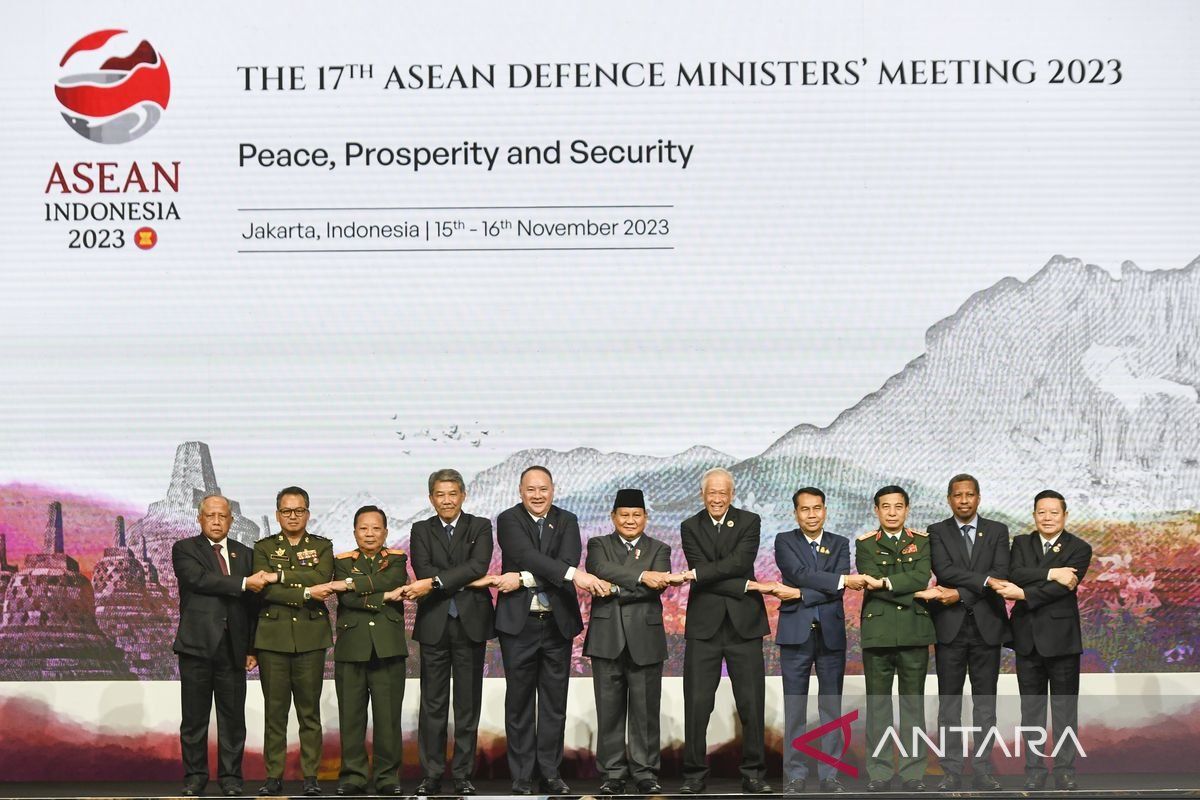 THE 17TH ASEAN DEFENCE MINISTERS' MEETING 2023
Peace, Prosperity and Security
Jakarta, Indonesia | 15th - 16th November 2023
ASEAN
INDONESIA
2023
ANTARA